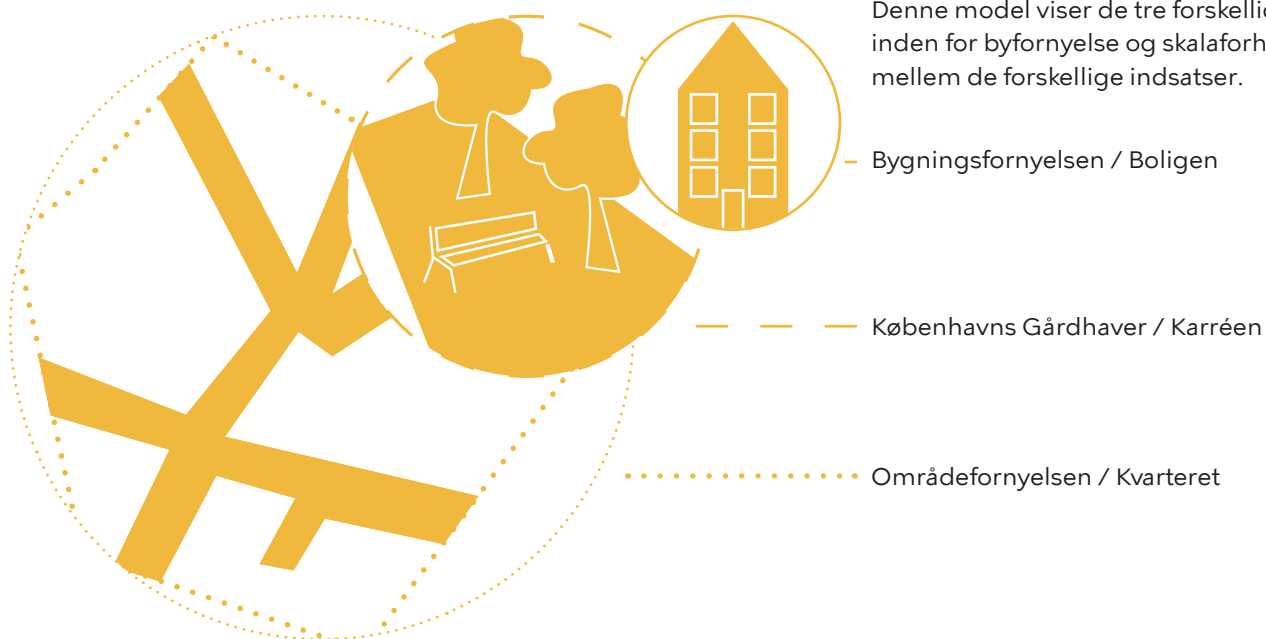 Denne model viser de tre
inden for byfornyelse og
mellem de forskellige indsatser.
Bygningsfornyelsen / Boligen
Københavns Gårdhaver / Karréen
Områdefornyelsen / Kvarteret